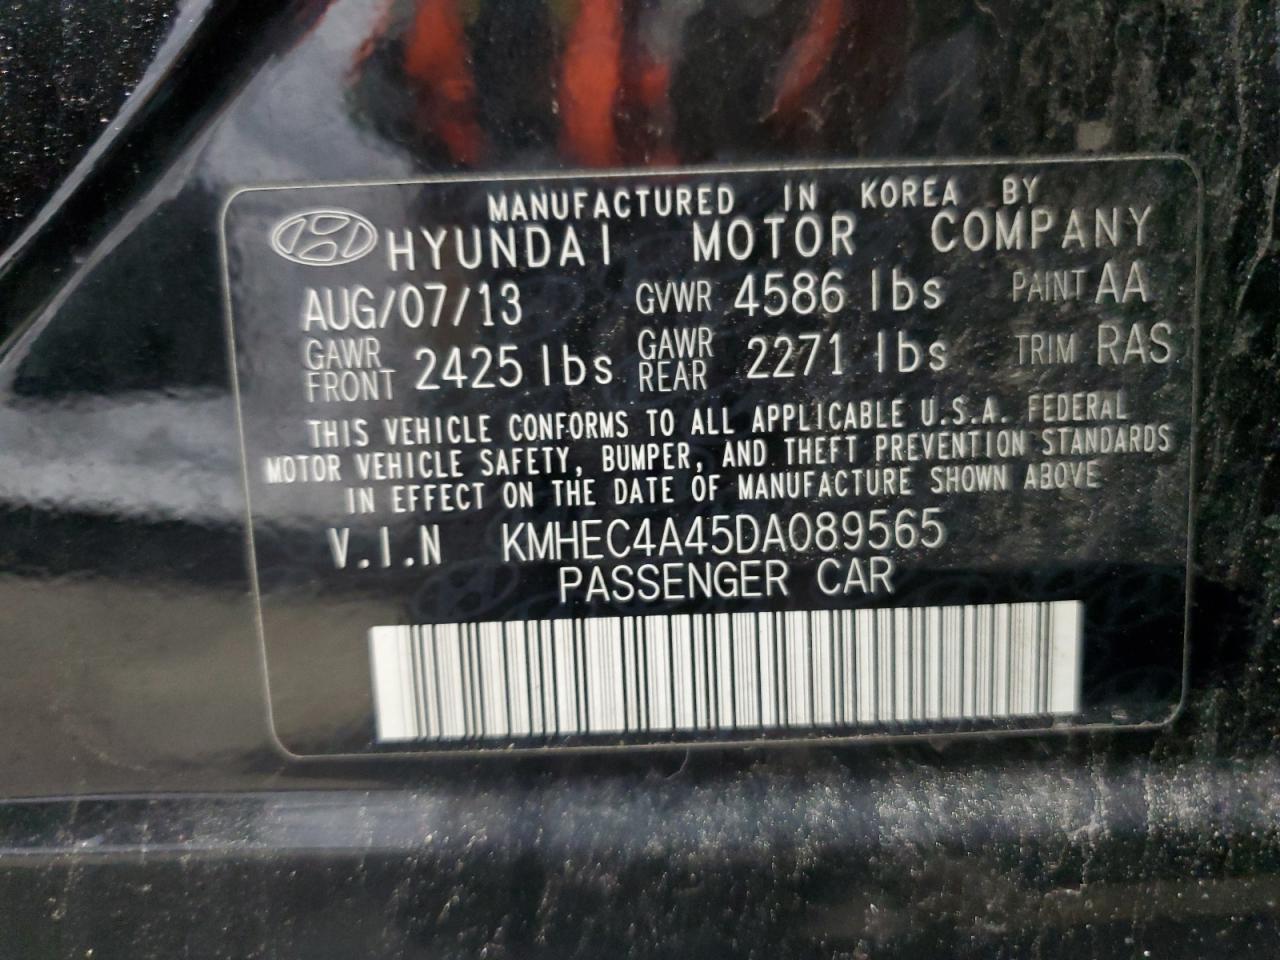 MANUFACTURED IN KOREA BY
HYUNDAI MOTOR COMPANY
AUG/07/13 GVWR 4586 lbs PAINT AA
GAWR FRONT 2425 lbs GAWR REAR 2271 lbs TRIM RAS
THIS VEHICLE CONFORMS TO ALL APPLICABLE U.S.A. FEDERAL
MOTOR VEHICLE SAFETY, BUMPER, AND THEFT PREVENTION STANDARDS
IN EFFECT ON THE DATE OF MANUFACTURE SHOWN ABOVE
V.I.N KMHEC4A45DA089565
PASSENGER CAR